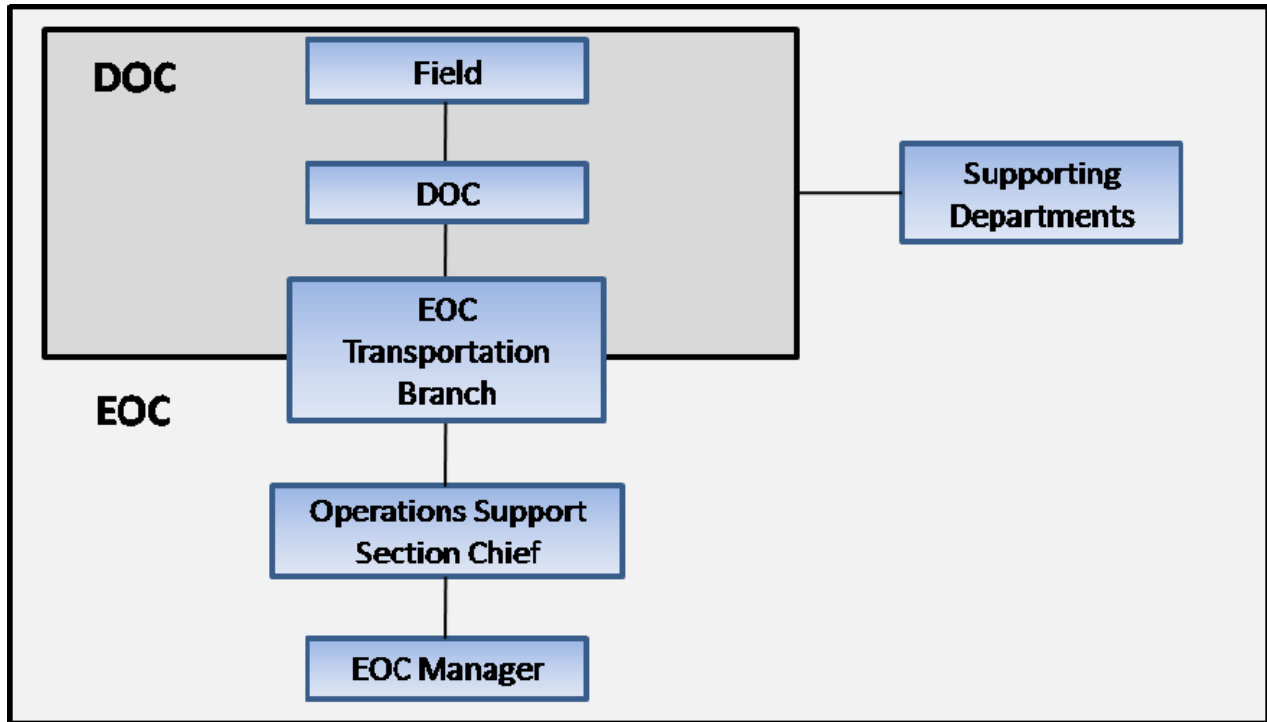 DOC
Field
DOC
Supporting
Departments
EOC
Transportation
Branch
EOC
Operations Support
Section Chief
EOC Manager